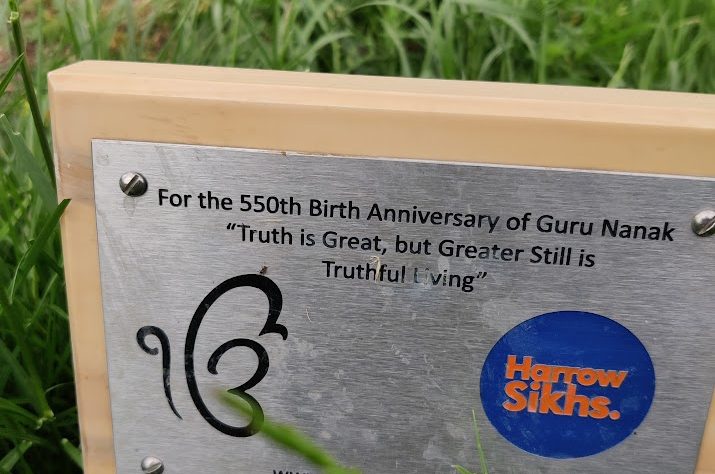 For the 550th Birth Anniversary of Guru Nanak
“Truth is Great, but Greater Still is
Truthful Living”
ੴ
Harrow
Sikhs.